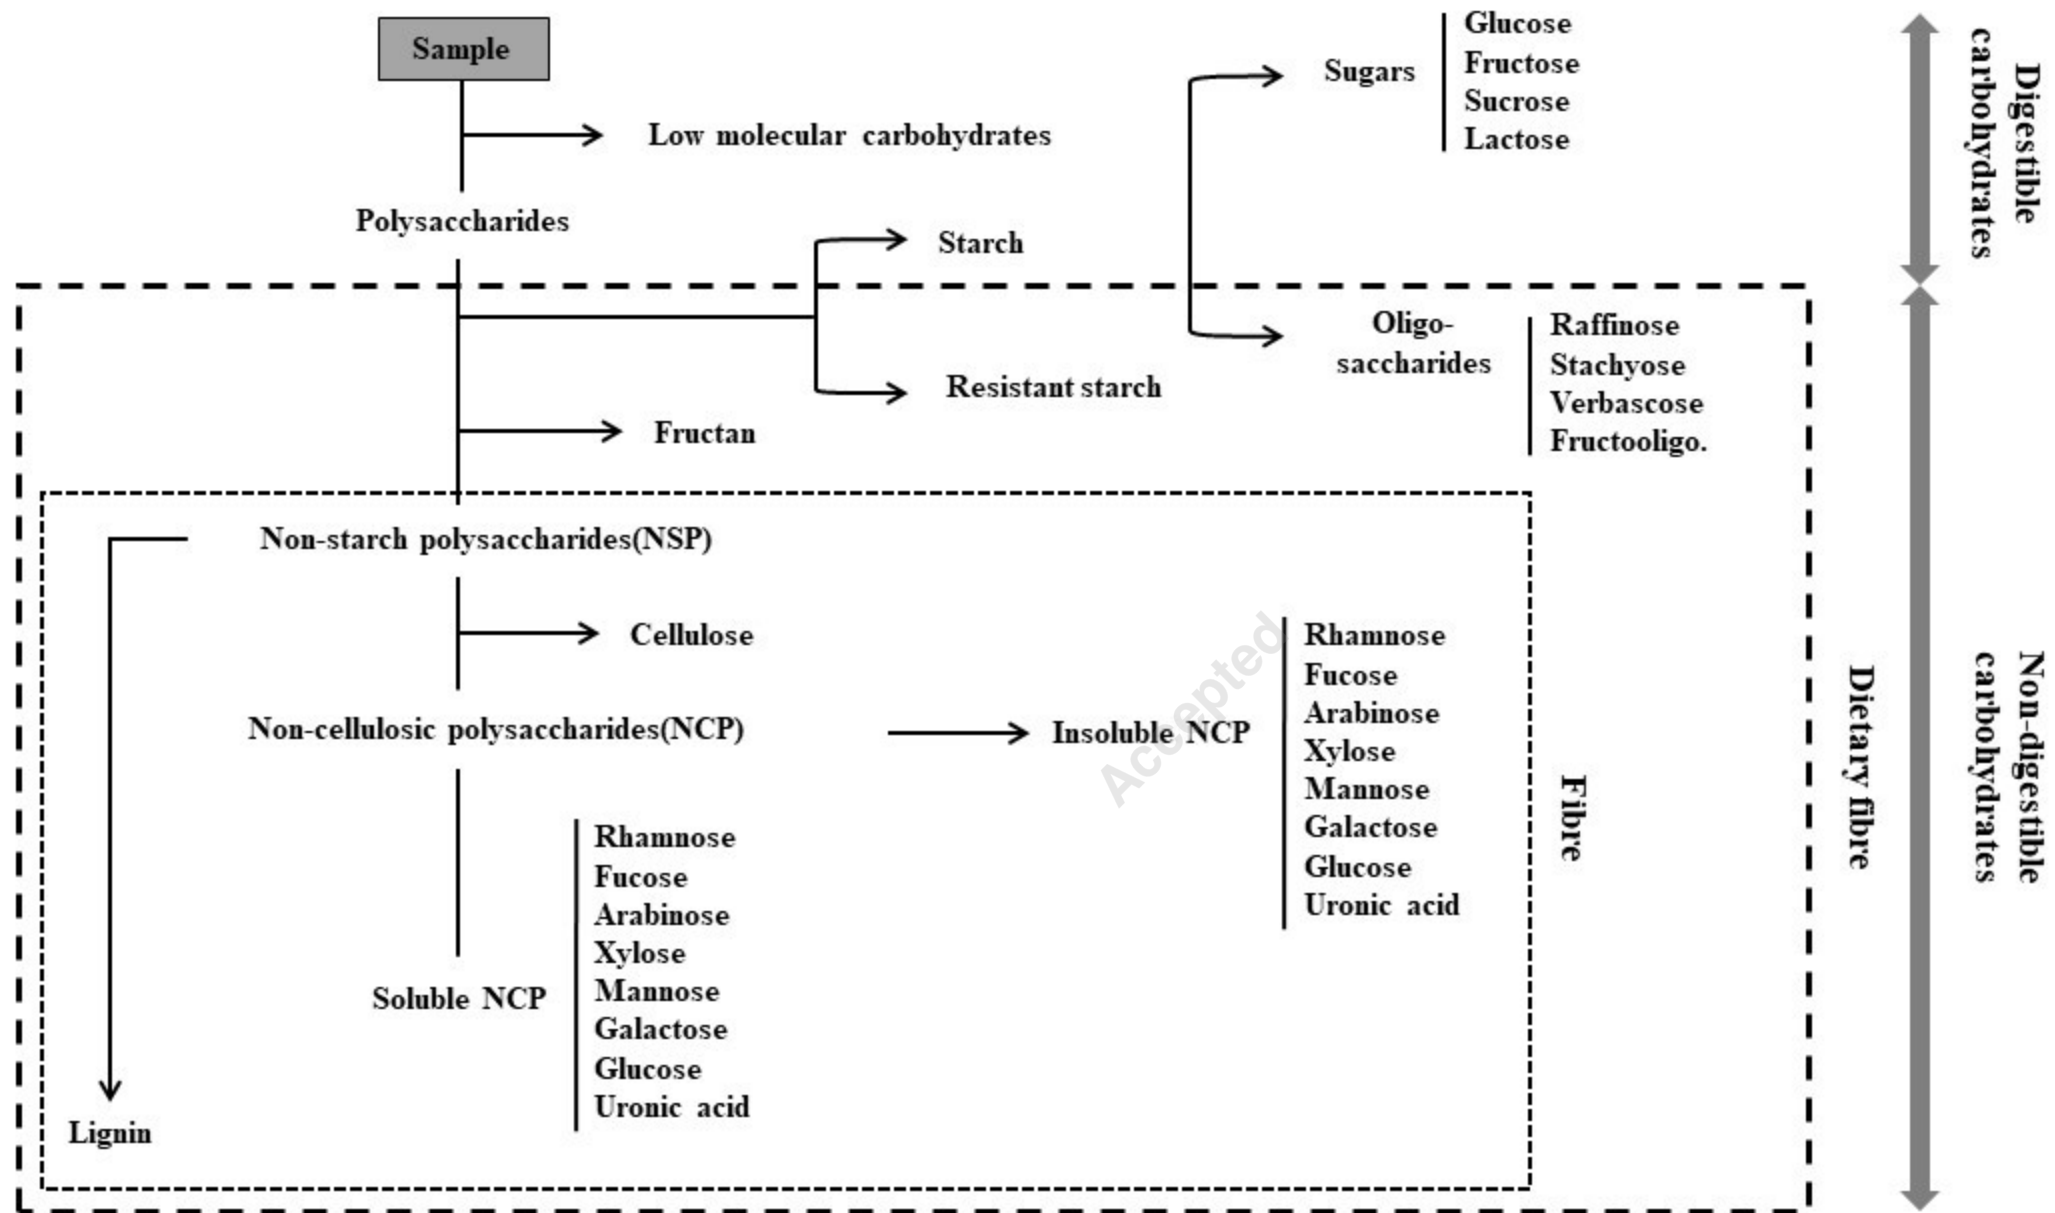 Sample
Low molecular carbohydrates
Polysaccharides
Starch
Resistant starch
Fructan
Sugars
Glucose
Fructose
Sucrose
Lactose
Oligo-
saccharides
Raffinose
Stachyose
Verbascose
Fructooligo.
Digestible
carbohydrates
Non-starch polysaccharides(NSP)
Cellulose
Non-cellulosic polysaccharides(NCP)
Insoluble NCP
Rhamnose
Fucose
Arabinose
Xylose
Mannose
Galactose
Glucose
Uronic acid
Soluble NCP
Rhamnose
Fucose
Arabinose
Xylose
Mannose
Galactose
Glucose
Uronic acid
Lignin
Fibre
Dietary fibre
Non-digestible
carbohydrates
Accepted